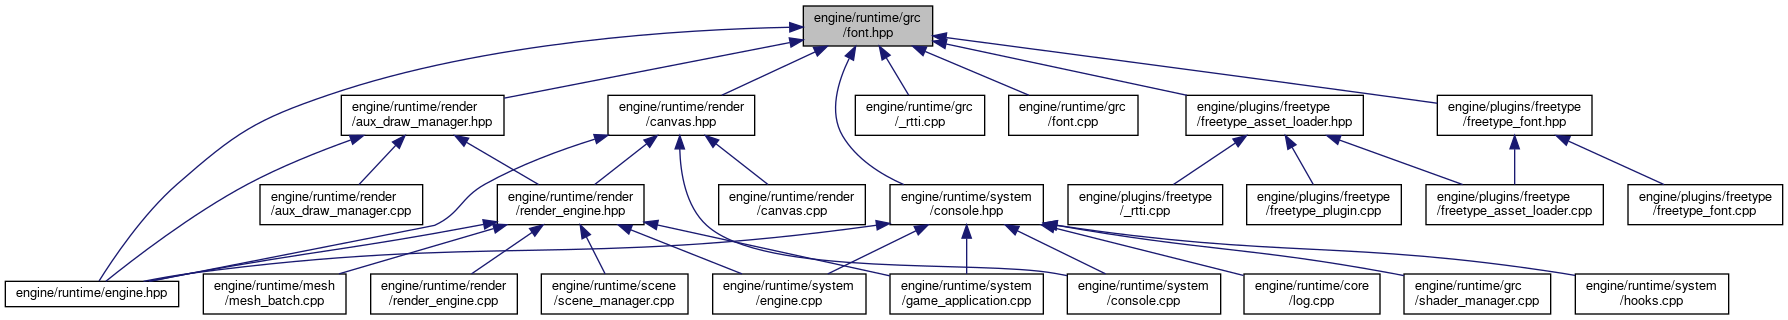 engine/runtime/grc
/font.hpp
engine/runtime/render
/aux_draw_manager.hpp
engine/runtime/render
/canvas.hpp
engine/runtime/grc
/_rtti.cpp
engine/runtime/grc
/font.cpp
engine/plugins/freetype
/freetype_asset_loader.hpp
engine/plugins/freetype
/freetype_font.hpp
engine/runtime/render
/aux_draw_manager.cpp
engine/runtime/render
/render_engine.hpp
engine/runtime/render
/canvas.cpp
engine/runtime/system
/console.hpp
engine/plugins/freetype
/_rtti.cpp
engine/plugins/freetype
/freetype_plugin.cpp
engine/plugins/freetype
/freetype_asset_loader.cpp
engine/plugins/freetype
/freetype_font.cpp
engine/runtime/engine.hpp
engine/runtime/mesh
/mesh_batch.cpp
engine/runtime/render
/render_engine.cpp
engine/runtime/scene
/scene_manager.cpp
engine/runtime/system
/engine.cpp
engine/runtime/system
/game_application.cpp
engine/runtime/system
/console.cpp
engine/runtime/core
/log.cpp
engine/runtime/grc
/shader_manager.cpp
engine/runtime/system
/hooks.cpp